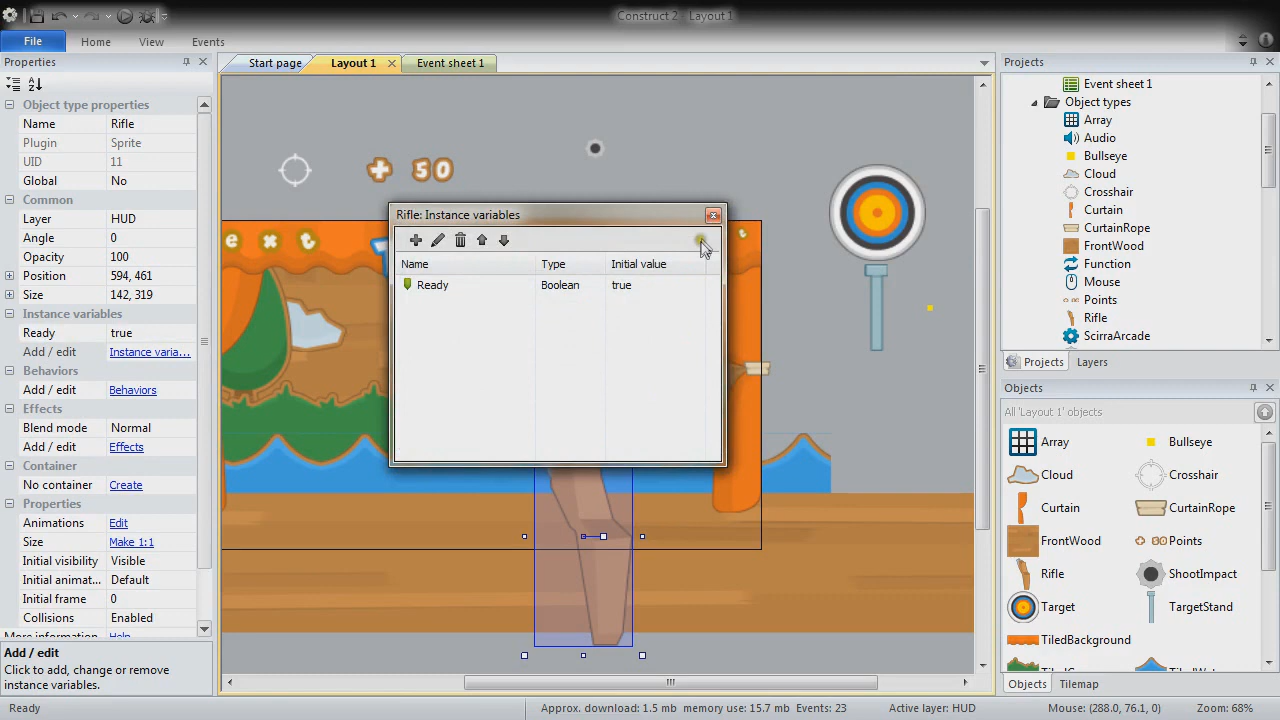 Construct 2 - Layout 1
File
Home
View
Events
Properties
Object type properties
Name
Rifle
Plugin
Sprite
UID
11
Global
No
Common
Layer
HUD
Angle
0
Opacity
100
Position
594, 461
Size
142, 319
Instance variables
Ready
true
Add / edit
Instance varia...
Behaviors
Add / edit
Behaviors
Effects
Blend mode
Normal
Add / edit
Effects
Container
No container
Create
Properties
Animations
Edit
Size
Make 1:1
Initial visibility
Visible
Initial animat...
Default
Initial frame
0
Collisions
Enabled
More information
Help
Add / edit
Click to add, change or remove
instance variables.
Start page
Layout 1
Event sheet 1
+ 50
e x t
T
Rifle: Instance variables
Name
Type
Initial value
Ready
Boolean
true
Projects
Event sheet 1
Object types
Array
Audio
Bullseye
Cloud
Crosshair
Curtain
CurtainRope
FrontWood
Function
Mouse
Points
Rifle
ScirraArcade
Projects
Layers
Objects
All 'Layout 1' objects
Array
Bullseye
Cloud
Crosshair
Curtain
CurtainRope
FrontWood
+ 50
Points
Rifle
ShootImpact
Target
TargetStand
TiledBackground
Objects
Tilemap
Ready
Approx. download: 1.5 mb
memory use: 15.7 mb
Events: 23
Active layer: HUD
Mouse: (288.0, 76.1, 0)
Zoom: 68%